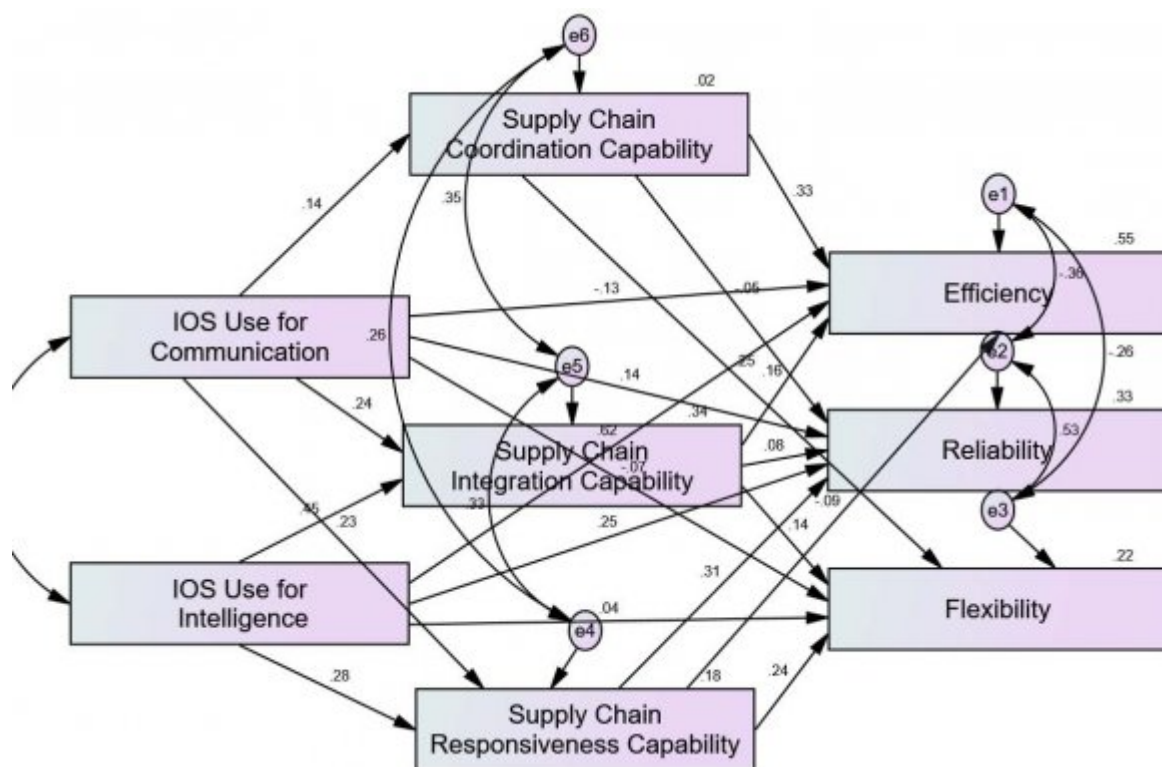 e6
.02
Supply Chain
Coordination Capability
.14
.35
.33
e1
.55
-.36
Efficiency
IOS Use for
Communication
-.13
-.05
.26
e5
.25
.16
e2
-.26
.14
.24
.34
.33
.62
Supply Chain
Integration Capability
-.07
.08
Reliability
.53
.33
-.09
e3
.45
.23
.25
.14
.31
.22
IOS Use for
Intelligence
.04
e4
Flexibility
.28
.18
.24
Supply Chain
Responsiveness Capability